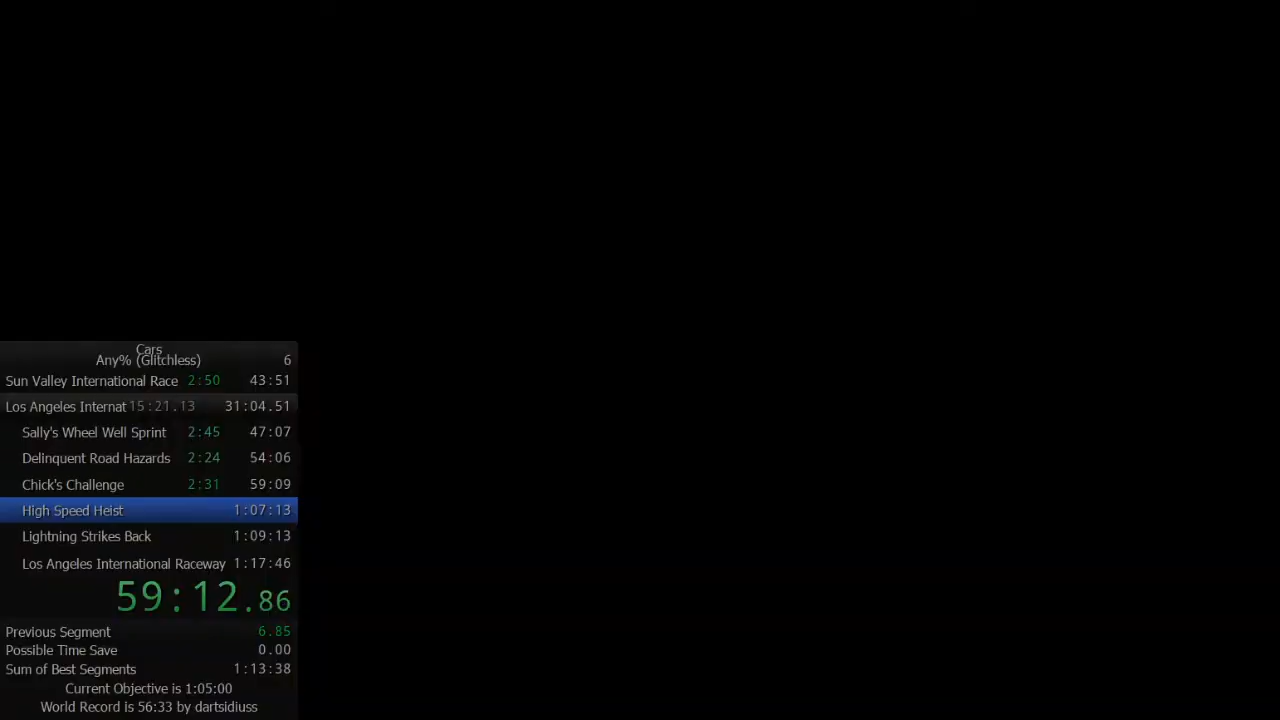 Cars
Any% (Glitchless) 6
Sun Valley International Race 2:50 43:51
Los Angeles Internat 15:21.13 31:04.51
Sally's Wheel Well Sprint 2:45 47:07
Delinquent Road Hazards 2:24 54:06
Chick's Challenge 2:31 59:09
High Speed Heist 1:07:13
Lightning Strikes Back 1:09:13
Los Angeles International Raceway 1:17:46
59:12.86
Previous Segment 6.85
Possible Time Save 0.00
Sum of Best Segments 1:13:38
Current Objective is 1:05:00
World Record is 56:33 by dartsidiuss